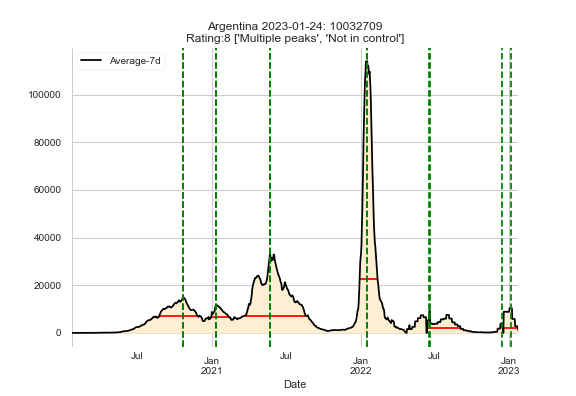 Argentina 2023-01-24: 10032709
Rating:8 ['Multiple peaks', 'Not in control']
Average-7d
100000
80000
60000
40000
20000
0
Jul
Jan
2021
Jul
Jan
2022
Jul
Jan
2023
Date